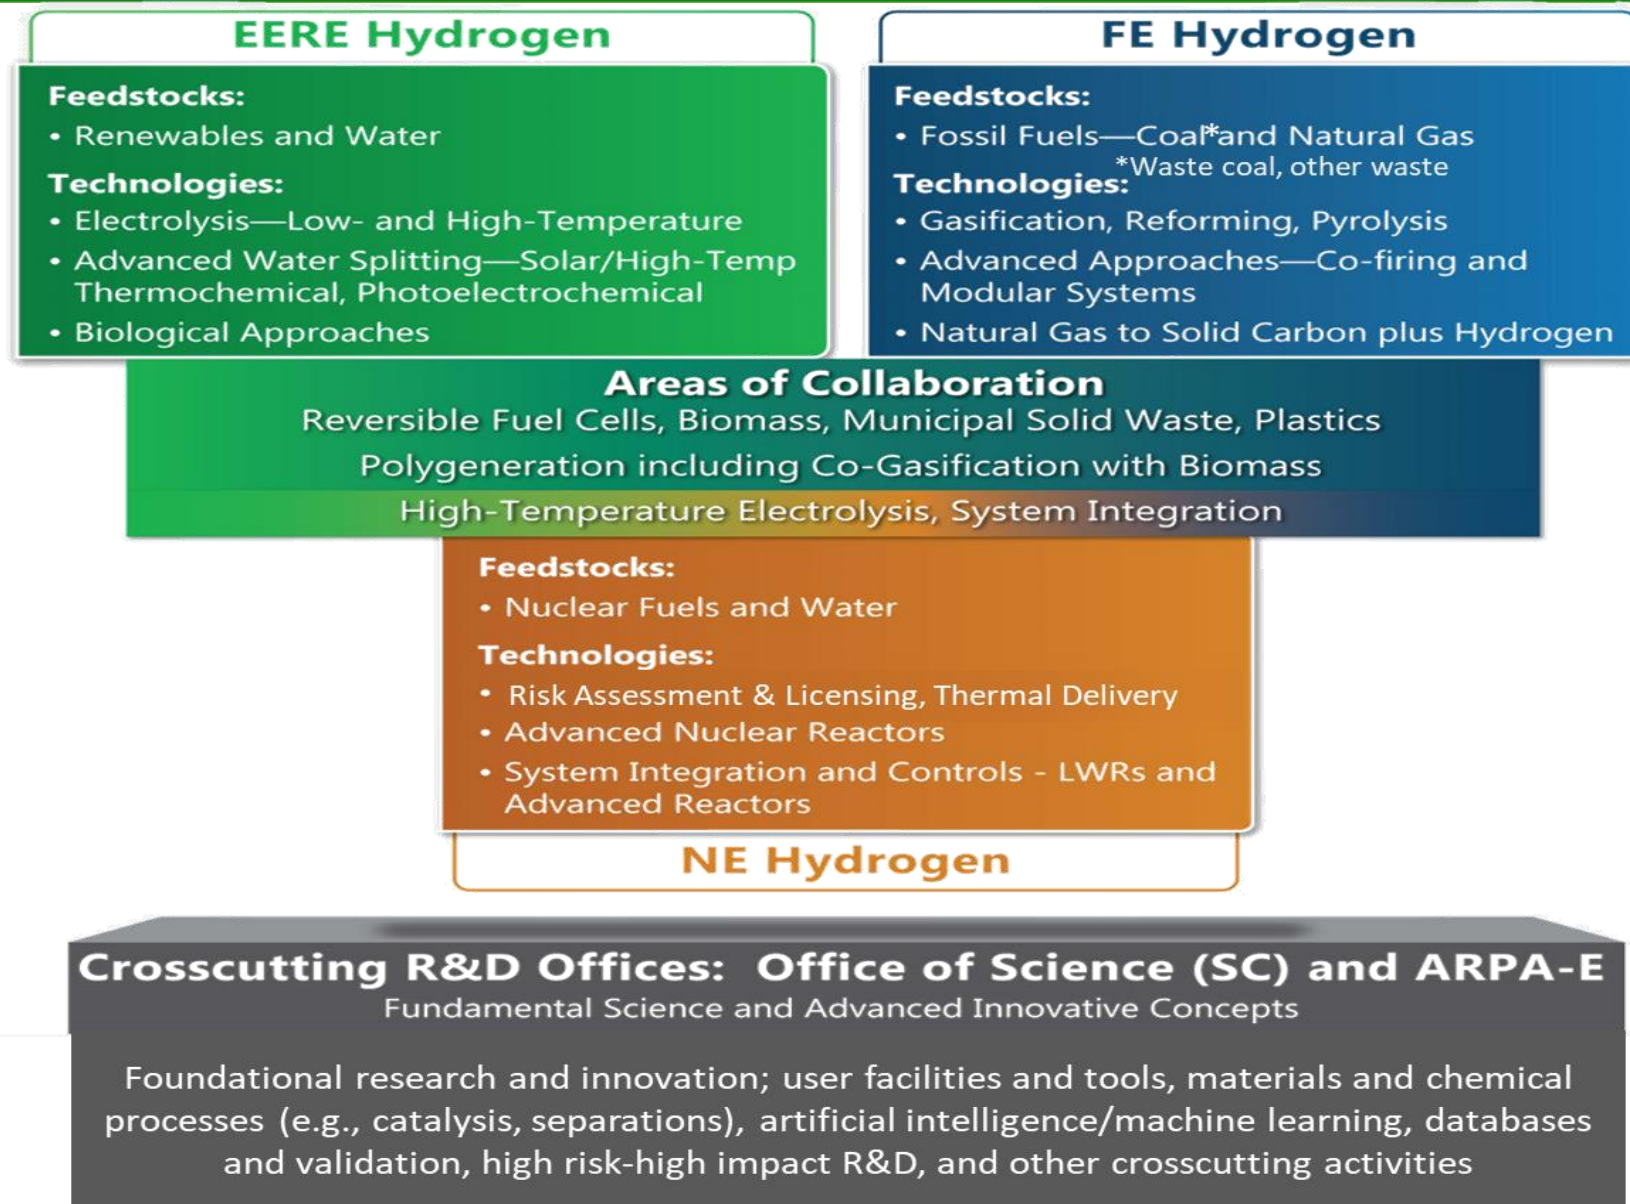 EERE Hydrogen
Feedstocks:
• Renewables and Water
Technologies:
• Electrolysis—Low- and High-Temperature
• Advanced Water Splitting—Solar/High-Temp
Thermochemical, Photoelectrochemical
• Biological Approaches
FE Hydrogen
Feedstocks:
• Fossil Fuels—Coal*and Natural Gas
*Waste coal, other waste
Technologies:
• Gasification, Reforming, Pyrolysis
• Advanced Approaches—Co-firing and
Modular Systems
• Natural Gas to Solid Carbon plus Hydrogen
Areas of Collaboration
Reversible Fuel Cells, Biomass, Municipal Solid Waste, Plastics
Polygeneration including Co-Gasification with Biomass
High-Temperature Electrolysis, System Integration
Feedstocks:
• Nuclear Fuels and Water
Technologies:
• Risk Assessment & Licensing, Thermal Delivery
• Advanced Nuclear Reactors
• System Integration and Controls - LWRs and
Advanced Reactors
NE Hydrogen
Crosscutting R&D Offices: Office of Science (SC) and ARPA-E
Fundamental Science and Advanced Innovative Concepts
Foundational research and innovation; user facilities and tools, materials and chemical
processes (e.g., catalysis, separations), artificial intelligence/machine learning, databases
and validation, high risk-high impact R&D, and other crosscutting activities